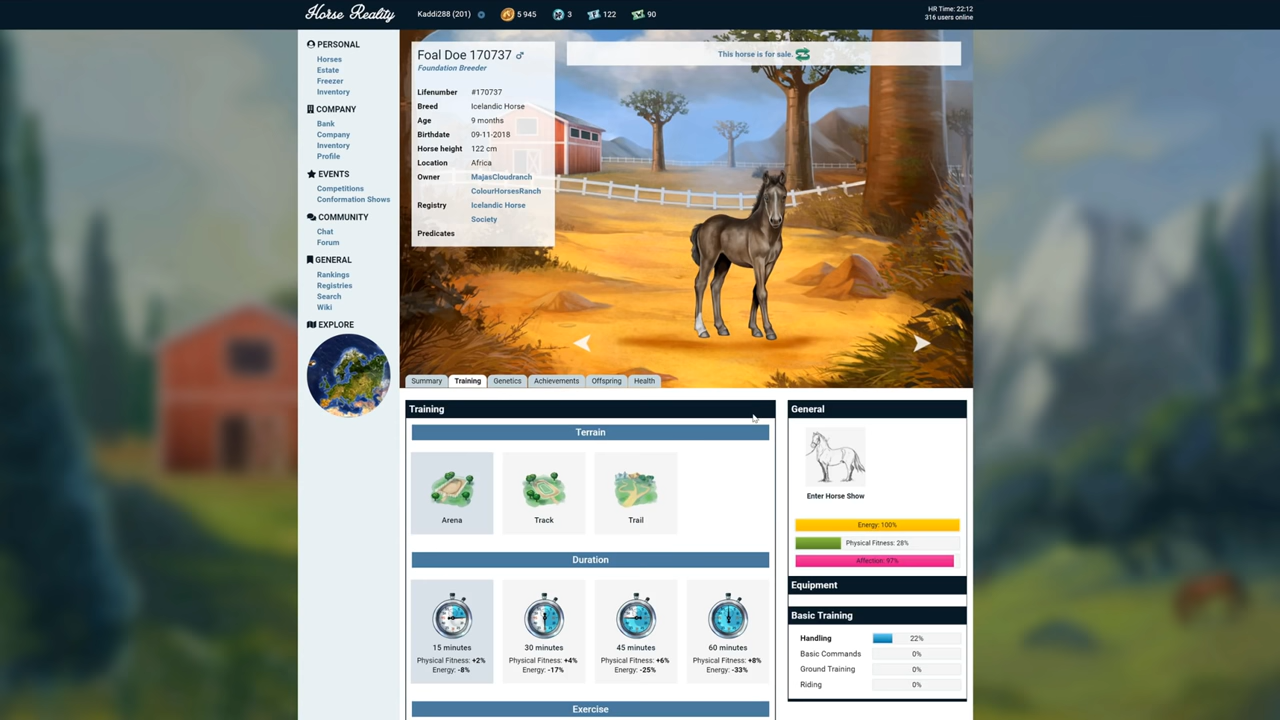 Horse Reality
Kaddi288 (201)
5 945
3
122
90
HR Time: 22:12
316 users online
PERSONAL
Horses
Estate
Freezer
Inventory
COMPANY
Bank
Company
Inventory
Profile
EVENTS
Competitions
Conformation Shows
COMMUNITY
Chat
Forum
GENERAL
Rankings
Registries
Search
Wiki
EXPLORE
Foal Doe 170737 ♂
Foundation Breeder
Lifenumber #170737
Breed Icelandic Horse
Age 9 months
Birthdate 09-11-2018
Horse height 122 cm
Location Africa
Owner MajasCloudranch
ColourHorsesRanch
Registry Icelandic Horse
Society
Predicates
This horse is for sale.
Summary Training Genetics Achievements Offspring Health
Training
Terrain
Arena Track Trail
Duration
15 minutes 30 minutes 45 minutes 60 minutes
Physical Fitness: +2% Physical Fitness: +4% Physical Fitness: +6% Physical Fitness: +8%
Energy: -8% Energy: -17% Energy: -25% Energy: -33%
Exercise
General
Enter Horse Show
Energy: 100%
Physical Fitness: 28%
Affection: 97%
Equipment
Basic Training
Handling 22%
Basic Commands 0%
Ground Training 0%
Riding 0%